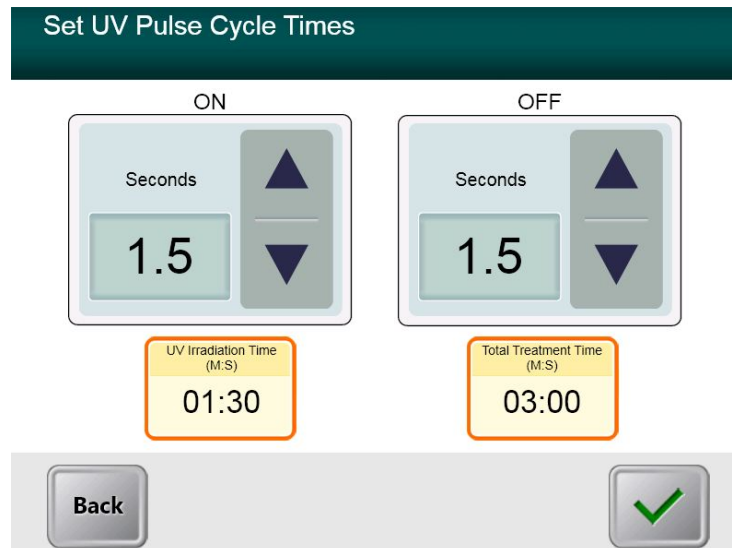 Set UV Pulse Cycle Times
ON
OFF
Seconds
1.5
Seconds
1.5
UV Irradiation Time
(M:S)
01:30
Total Treatment Time
(M:S)
03:00
Back